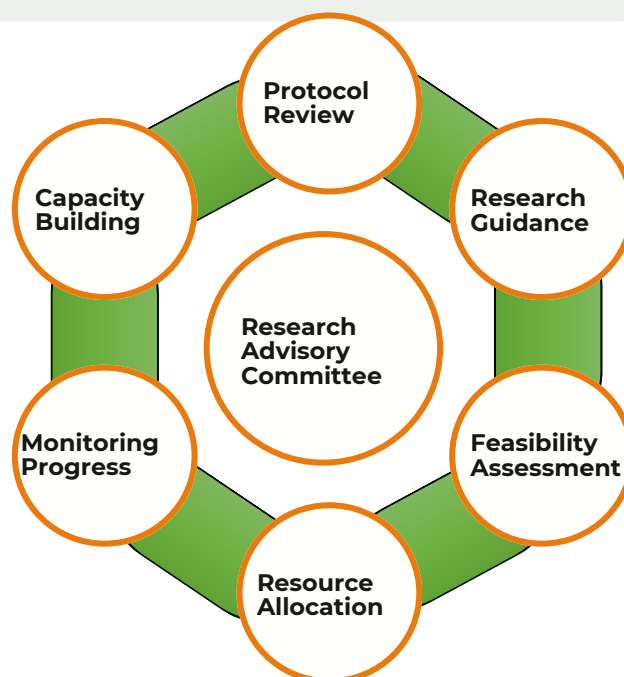 Protocol
Review
Capacity
Building
Research
Guidance
Research
Advisory
Committee
Monitoring
Progress
Feasibility
Assessment
Resource
Allocation